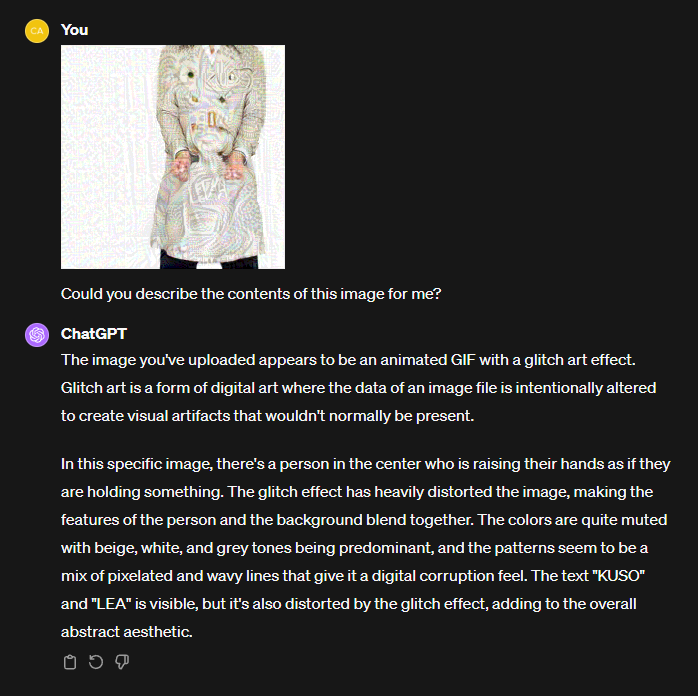 CA
You
Could you describe the contents of this image for me?
ChatGPT
The image you've uploaded appears to be an animated GIF with a glitch art effect.
Glitch art is a form of digital art where the data of an image file is intentionally altered
to create visual artifacts that wouldn't normally be present.
In this specific image, there's a person in the center who is raising their hands as if they
are holding something. The glitch effect has heavily distorted the image, making the
features of the person and the background blend together. The colors are quite muted
with beige, white, and grey tones being predominant, and the patterns seem to be a
mix of pixelated and wavy lines that give it a digital corruption feel. The text "KUSO"
and "LEA" is visible, but it's also distorted by the glitch effect, adding to the overall
abstract aesthetic.